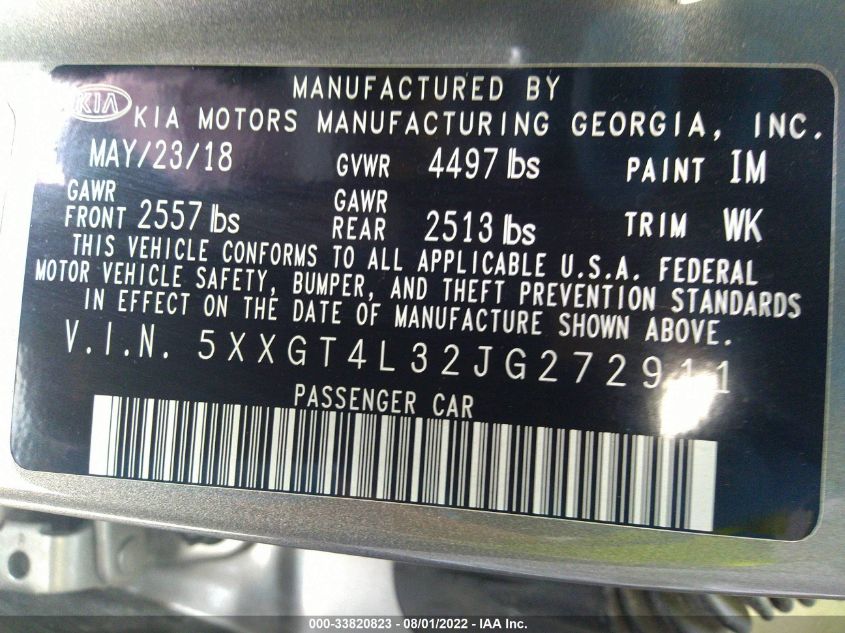 MANUFACTURED BY
KIA KIA MOTORS MANUFACTURING GEORGIA, INC.
MAY/23/18 GVWR 4497 lbs PAINT IM
GAWR FRONT 2557 lbs GAWR REAR 2513 lbs TRIM WK
THIS VEHICLE CONFORMS TO ALL APPLICABLE U.S.A. FEDERAL
MOTOR VEHICLE SAFETY, BUMPER, AND THEFT PREVENTION STANDARDS
IN EFFECT ON THE DATE OF MANUFACTURE SHOWN ABOVE.
V.I.N. 5XXGT4L32JG272911
PASSENGER CAR
000-33820823 - 08/01/2022 - IAA Inc.